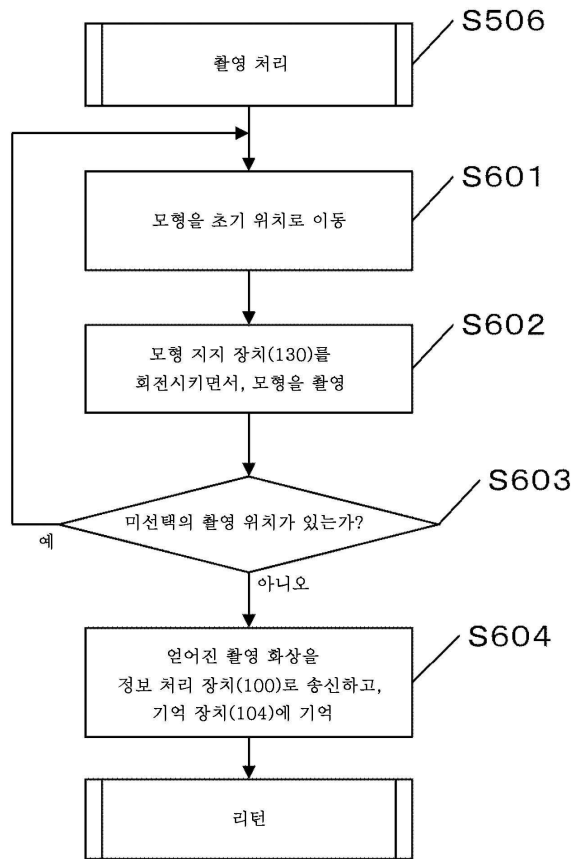 S506
촬영 처리
S601
모형을 초기 위치로 이동
S602
모형 지지 장치(130)를
회전시키면서, 모형을 촬영
S603
미선택의 촬영 위치가 있는가?
예
아니오
S604
얻어진 촬영 화상을
정보 처리 장치(100)로 송신하고,
기억 장치(104)에 기억
리턴